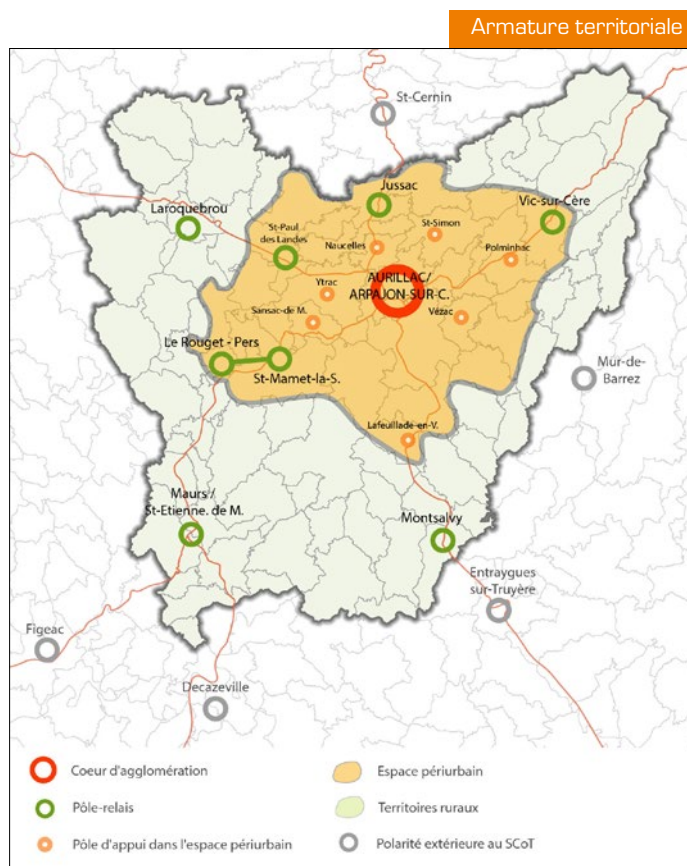 Armature territoriale
St-Cernin
Jussac
Vic-sur-Cère
Laroquebrou
St-Paul
des Landes
St-Simon
Naucelles
Polminhac
AURILLAC/
ARPAJON-SUR-C.
Ytrac
Sansac-de M.
Vézac
Le Rouget - Pers
St-Mamet-la-S.
Mur-de-
Barrez
Lafeuillade-en-V.
Maurs /
St-Etienne. de M.
Montsalvy
Entraygues
sur-Truyère
Figeac
Decazeville
Coeur d'agglomération
Espace périurbain
Pôle-relais
Territoires ruraux
Pôle d'appui dans l'espace périurbain
Polarité extérieure au SCoT